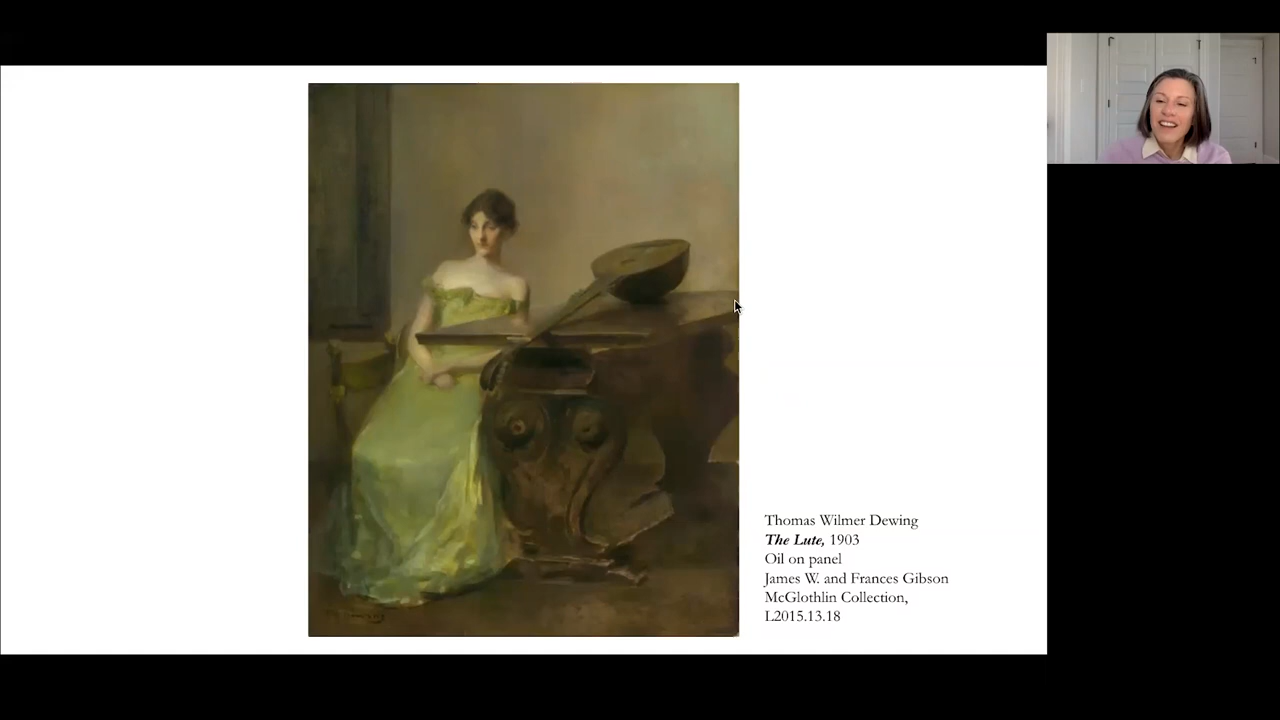 Thomas Wilmer Dewing
The Lute, 1903
Oil on panel
James W. and Frances Gibson
McGlothlin Collection,
L2015.13.18